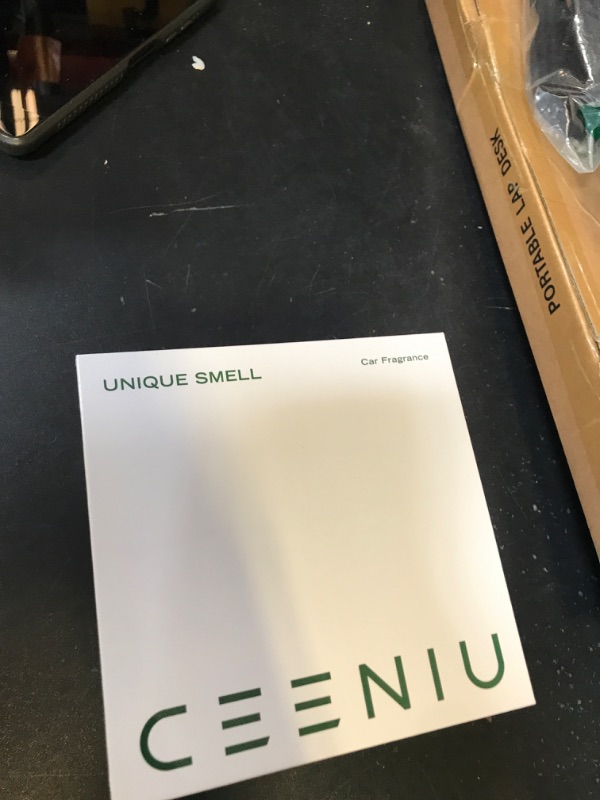 PORTABLE LAP DESK
UNIQUE SMELL
Car Fragrance
CEENIU